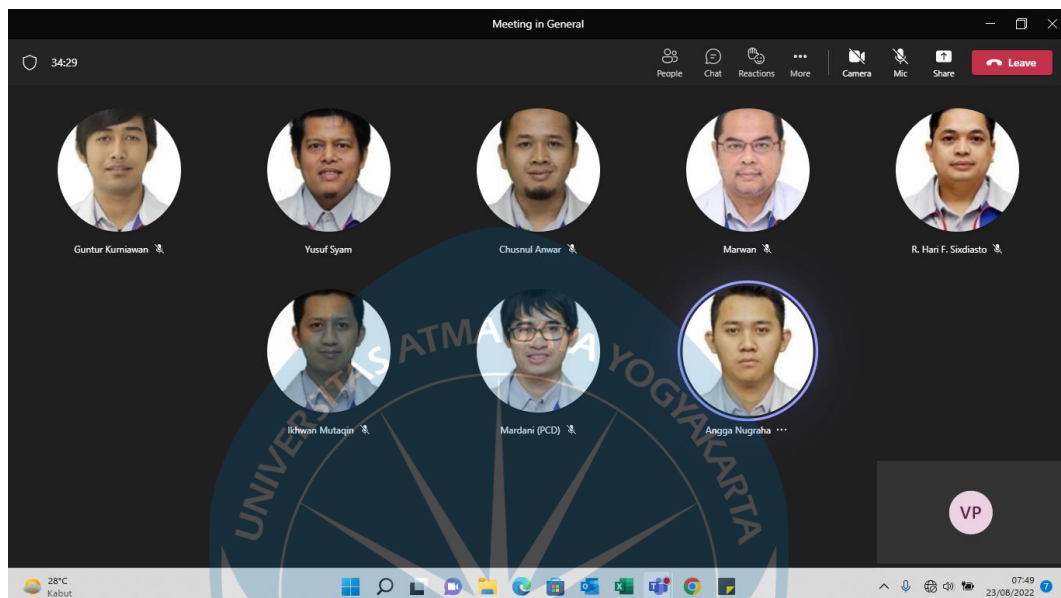 Meeting in General
34:29
People
Chat
Reactions
More
Camera
Mic
Share
Leave
Guntur Kurniawan
Yusuf Syam
Chusnul Anwar
Marwan
R. Hari F. Sixdiasto
Ikhwan Mutaqin
Mardani (PCD)
Angga Nugraha ...
UNIVERSITAS ATMA JAYA YOGYAKARTA
VP
28°C
Kabut
07:49
23/08/2022
7